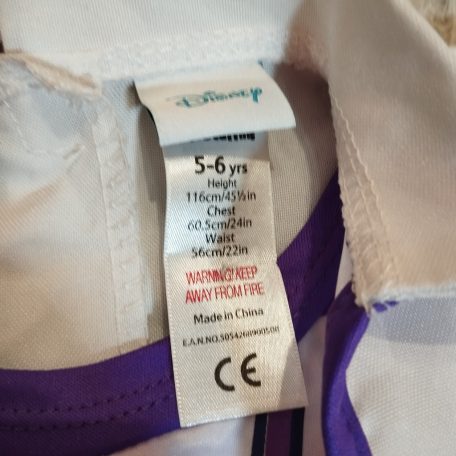 Disney
5-6 yrs
Height
116cm/45½in
Chest
60.5cm/24in
Waist
56cm/22in
WARNING! KEEP
AWAY FROM FIRE
Made in China
CE